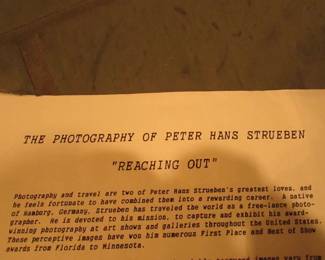 THE PHOTOGRAPHY OF PETER HANS STRUEBEN
"REACHING OUT"
Photography and travel are two of Peter Hans Strueben's greatest loves, and
he feels fortunate to have combined them into a rewarding career. A native
of Hamburg, Germany, Strueben has traveled the world as a free-lance photo-
grapher. He is devoted to his mission, to capture and exhibit his award-
winning photography at art shows and galleries throughout the United States.
These perceptive images have won him numerous First Place and Best of Show
awards from Florida to Minnesota.
images vary from